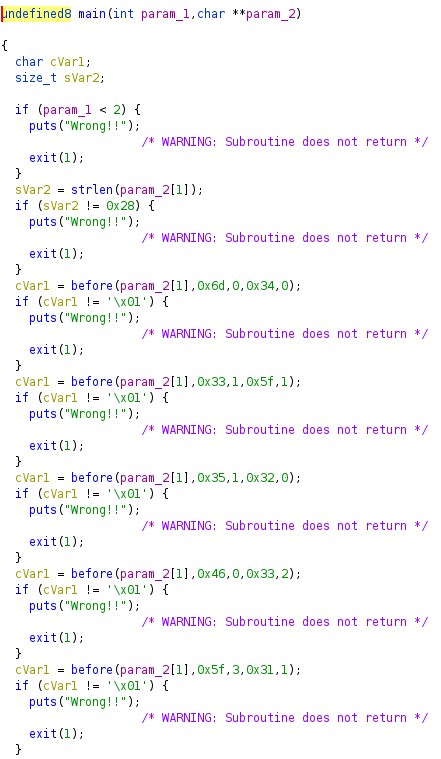 undefined8 main(int param_1,char **param_2)
{
char cVar1;
size_t sVar2;
if (param_1 < 2) {
puts("Wrong!!");
/* WARNING: Subroutine does not return */
exit(1);
}
sVar2 = strlen(param_2[1]);
if (sVar2 != 0x28) {
puts("Wrong!!");
/* WARNING: Subroutine does not return */
exit(1);
}
cVar1 = before(param_2[1],0x6d,0,0x34,0);
if (cVar1 != '\x01') {
puts("Wrong!!");
/* WARNING: Subroutine does not return */
exit(1);
}
cVar1 = before(param_2[1],0x33,1,0x5f,1);
if (cVar1 != '\x01') {
puts("Wrong!!");
/* WARNING: Subroutine does not return */
exit(1);
}
cVar1 = before(param_2[1],0x35,1,0x32,0);
if (cVar1 != '\x01') {
puts("Wrong!!");
/* WARNING: Subroutine does not return */
exit(1);
}
cVar1 = before(param_2[1],0x46,0,0x33,2);
if (cVar1 != '\x01') {
puts("Wrong!!");
/* WARNING: Subroutine does not return */
exit(1);
}
cVar1 = before(param_2[1],0x5f,3,0x31,1);
if (cVar1 != '\x01') {
puts("Wrong!!");
/* WARNING: Subroutine does not return */
exit(1);
}